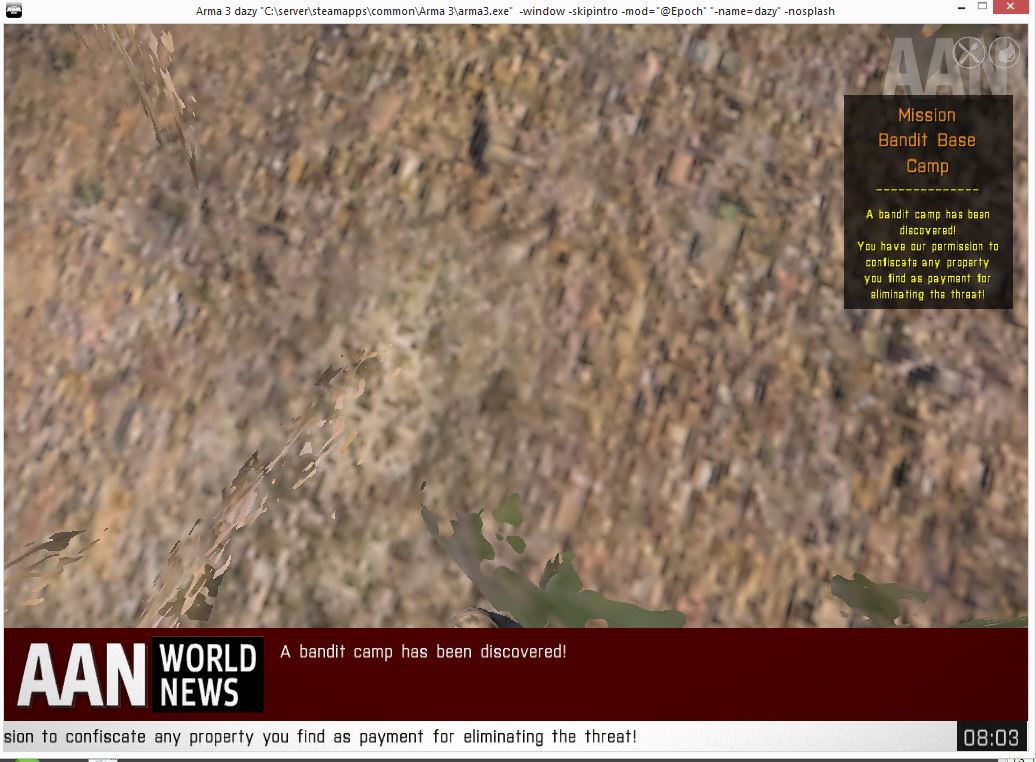 Arma 3 dazy "C:\server\steamapps\common\Arma 3\arma3.exe" -window -skipintro -mod="@Epoch" "-name=dazy" -nosplash
AAN
Mission
Bandit Base
Camp
--------------
A bandit camp has been
discovered!
You have our permission to
confiscate any property
you find as payment for
eliminating the threat!
AAN WORLD
NEWS
A bandit camp has been discovered!
sion to confiscate any property you find as payment for eliminating the threat!
08:03